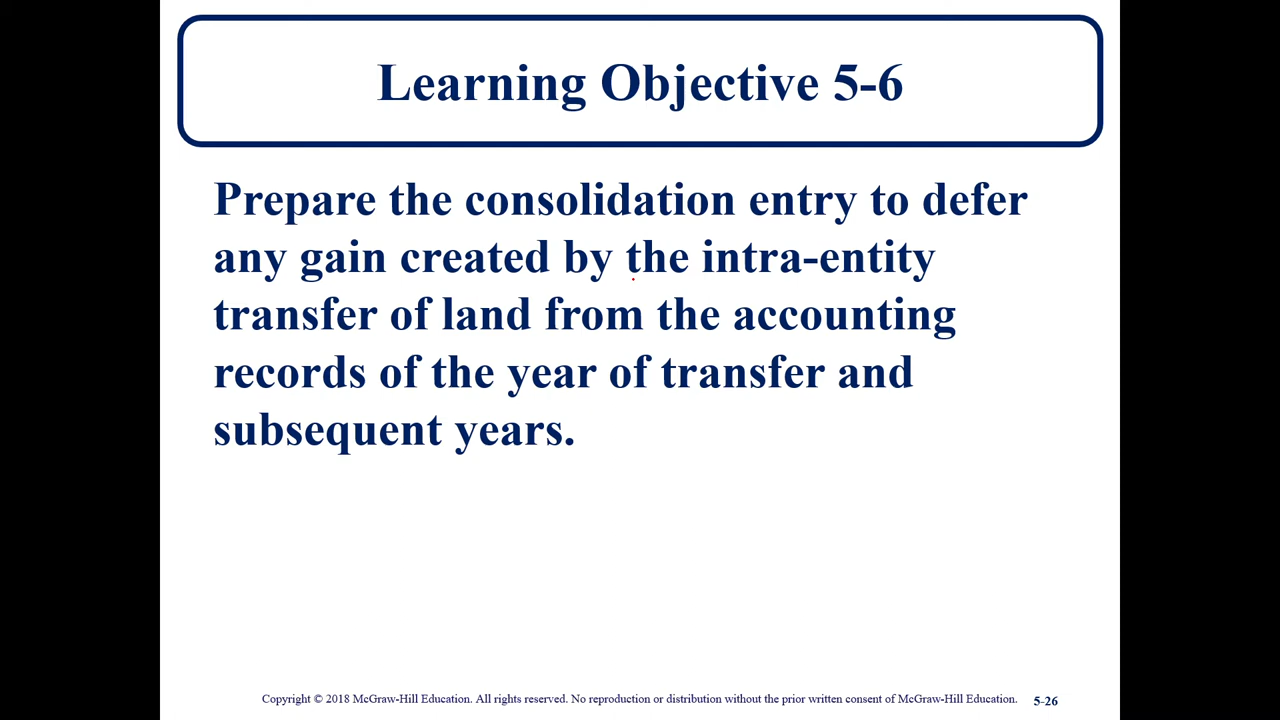 Learning Objective 5-6
Prepare the consolidation entry to defer
any gain created by the intra-entity
transfer of land from the accounting
records of the year of transfer and
subsequent years.
Copyright © 2018 McGraw-Hill Education. All rights reserved. No reproduction or distribution without the prior written consent of McGraw-Hill Education. 5-26